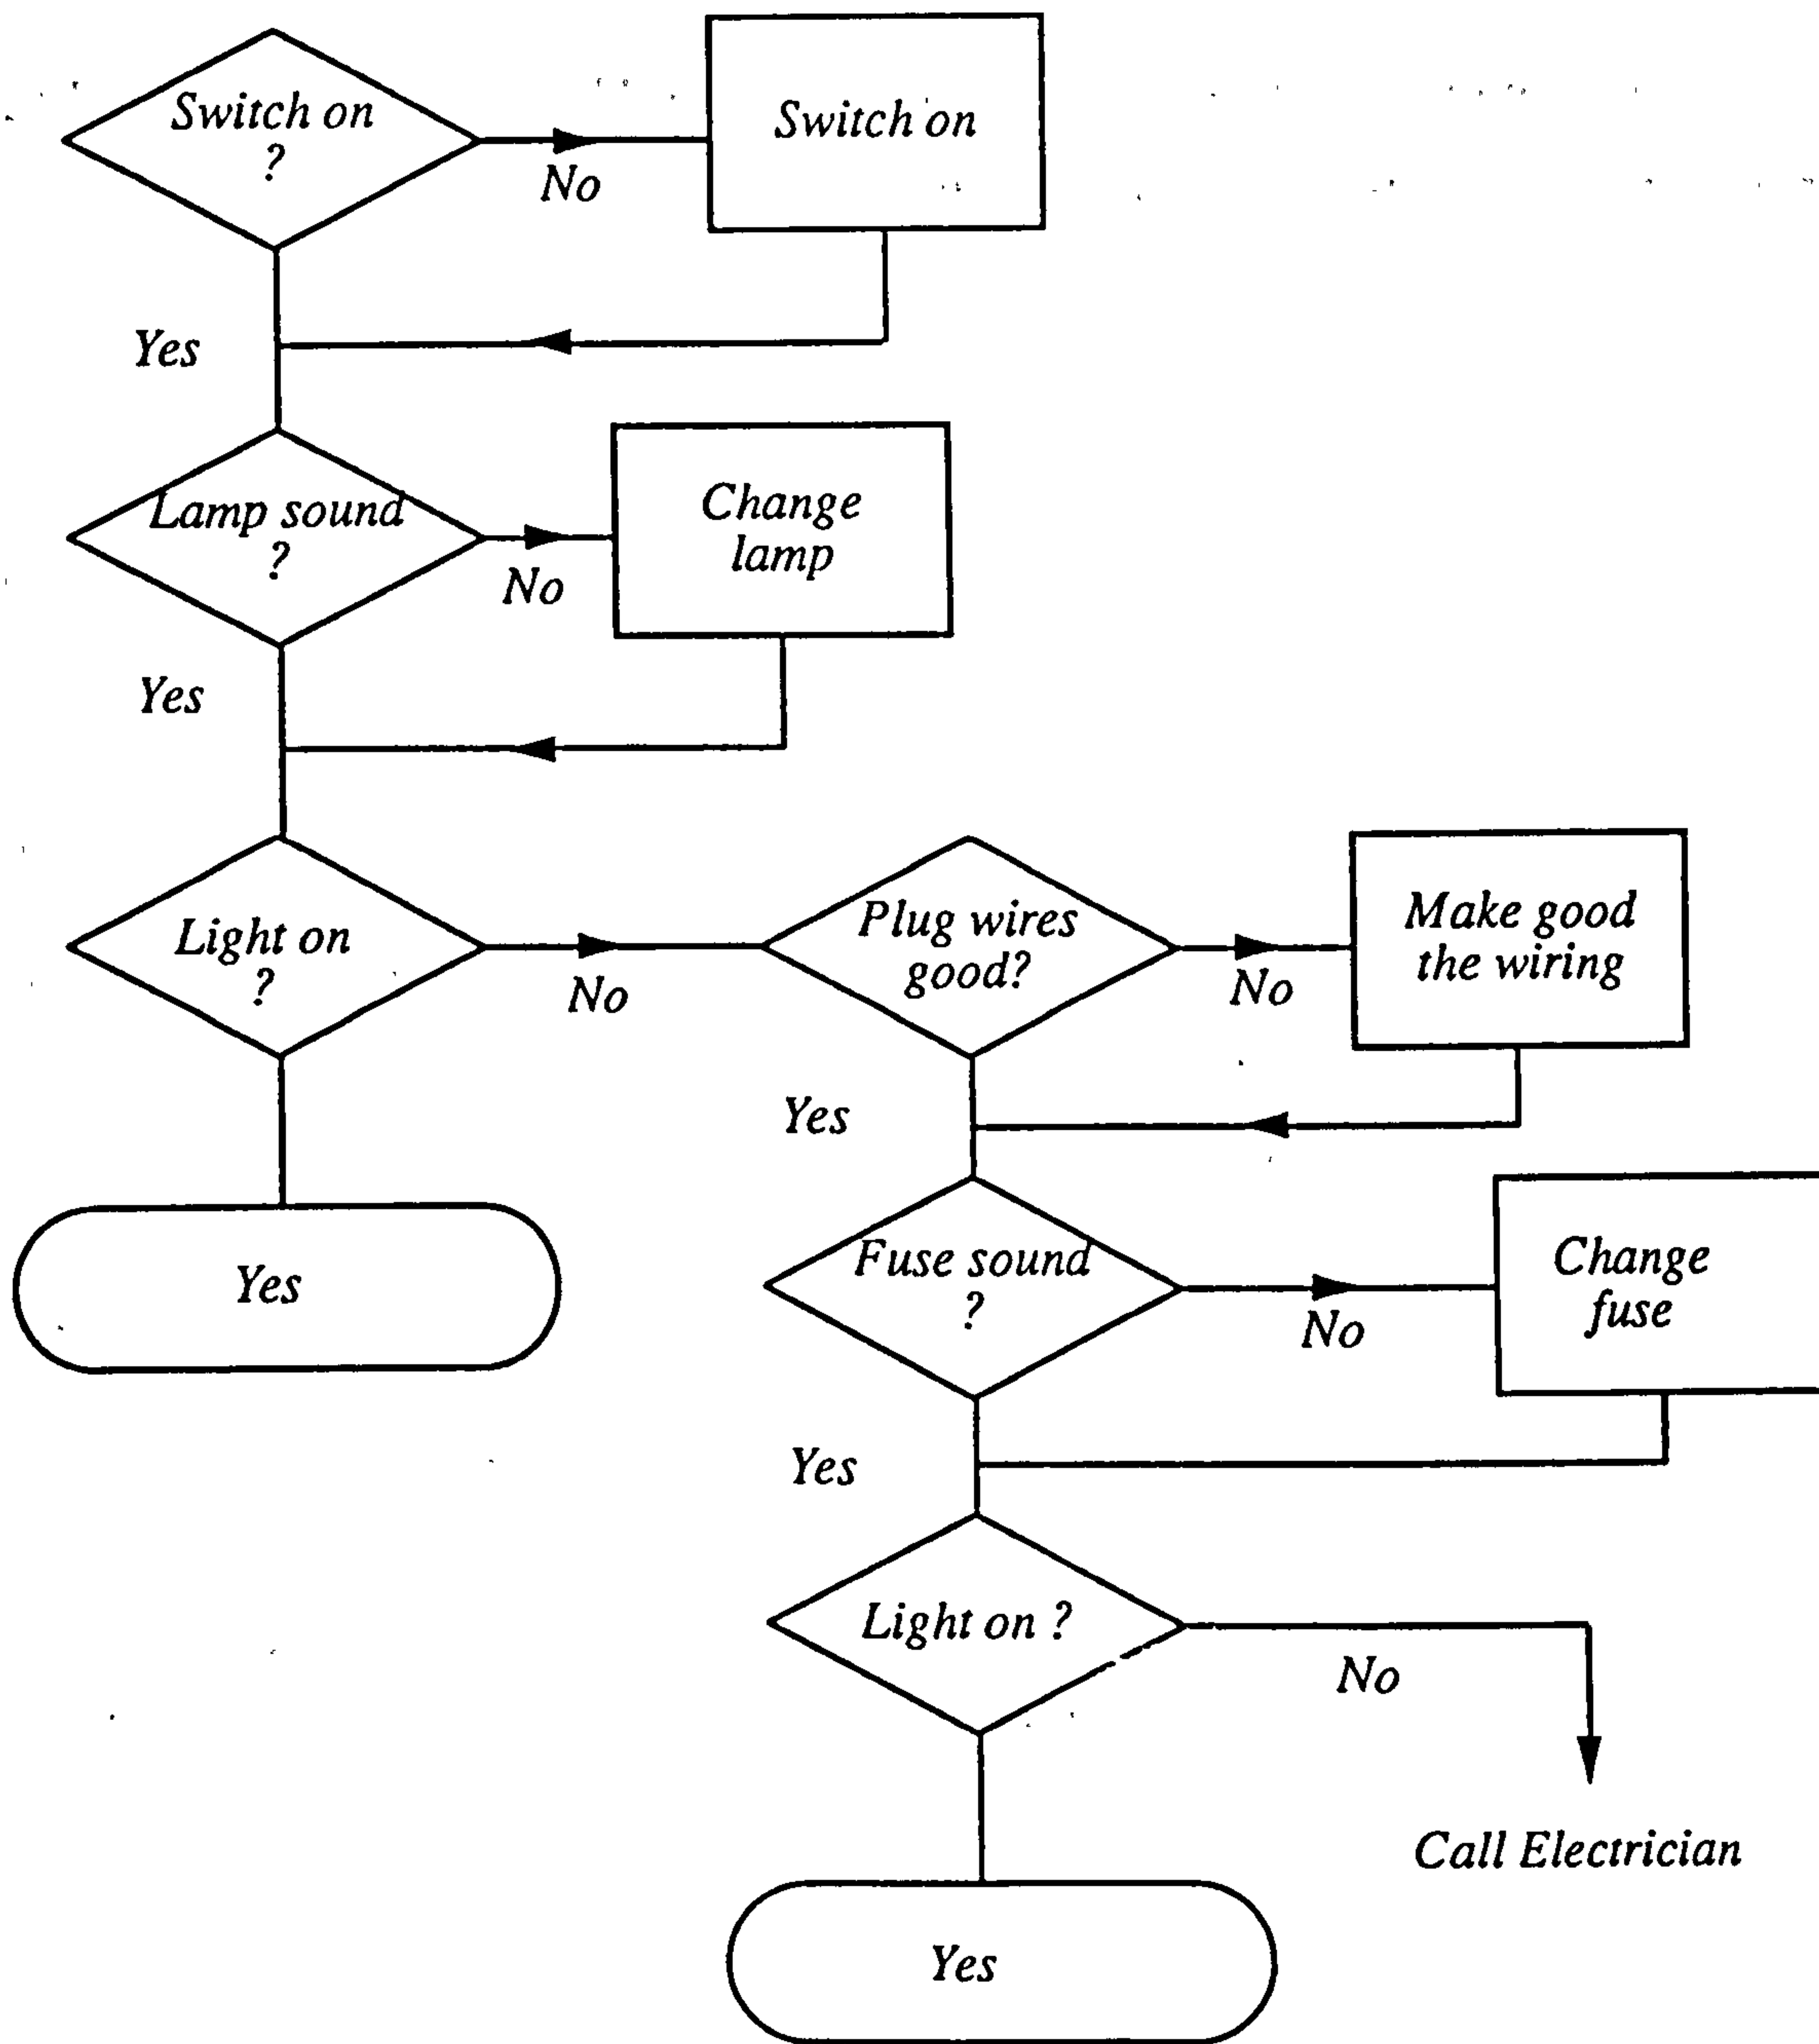 Switch on
?
No
Switch on
Yes
Lamp sound
?
No
Change
lamp
Yes
Light on
?
No
Plug wires
good?
No
Make good
the wiring
Yes
Yes
Fuse sound
?
No
Change
fuse
Yes
Light on ?
No
Call Electrician
Yes